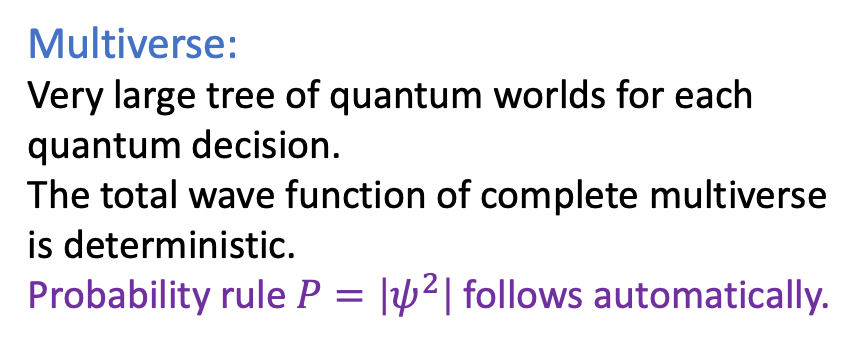 Multiverse:
Very large tree of quantum worlds for each
quantum decision.
The total wave function of complete multiverse
is deterministic.
Probability rule P = |ψ²| follows automatically.